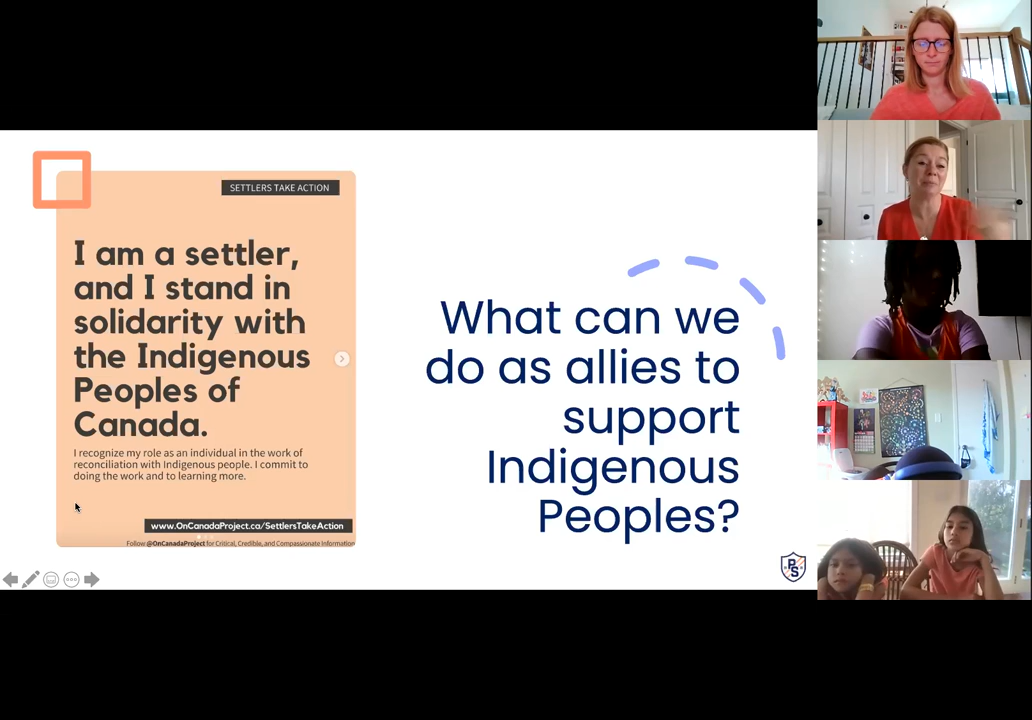 SETTLERS TAKE ACTION
I am a settler,
and I stand in
solidarity with
the Indigenous
Peoples of
Canada.
I recognize my role as an individual in the work of
reconciliation with Indigenous people. I commit to
doing the work and to learning more.
www.OnCanadaProject.ca/SettlersTakeAction
Follow @OnCanadaProject for Critical, Credible, and Compassionate Information
What can we
do as allies to
support
Indigenous
Peoples?
PS